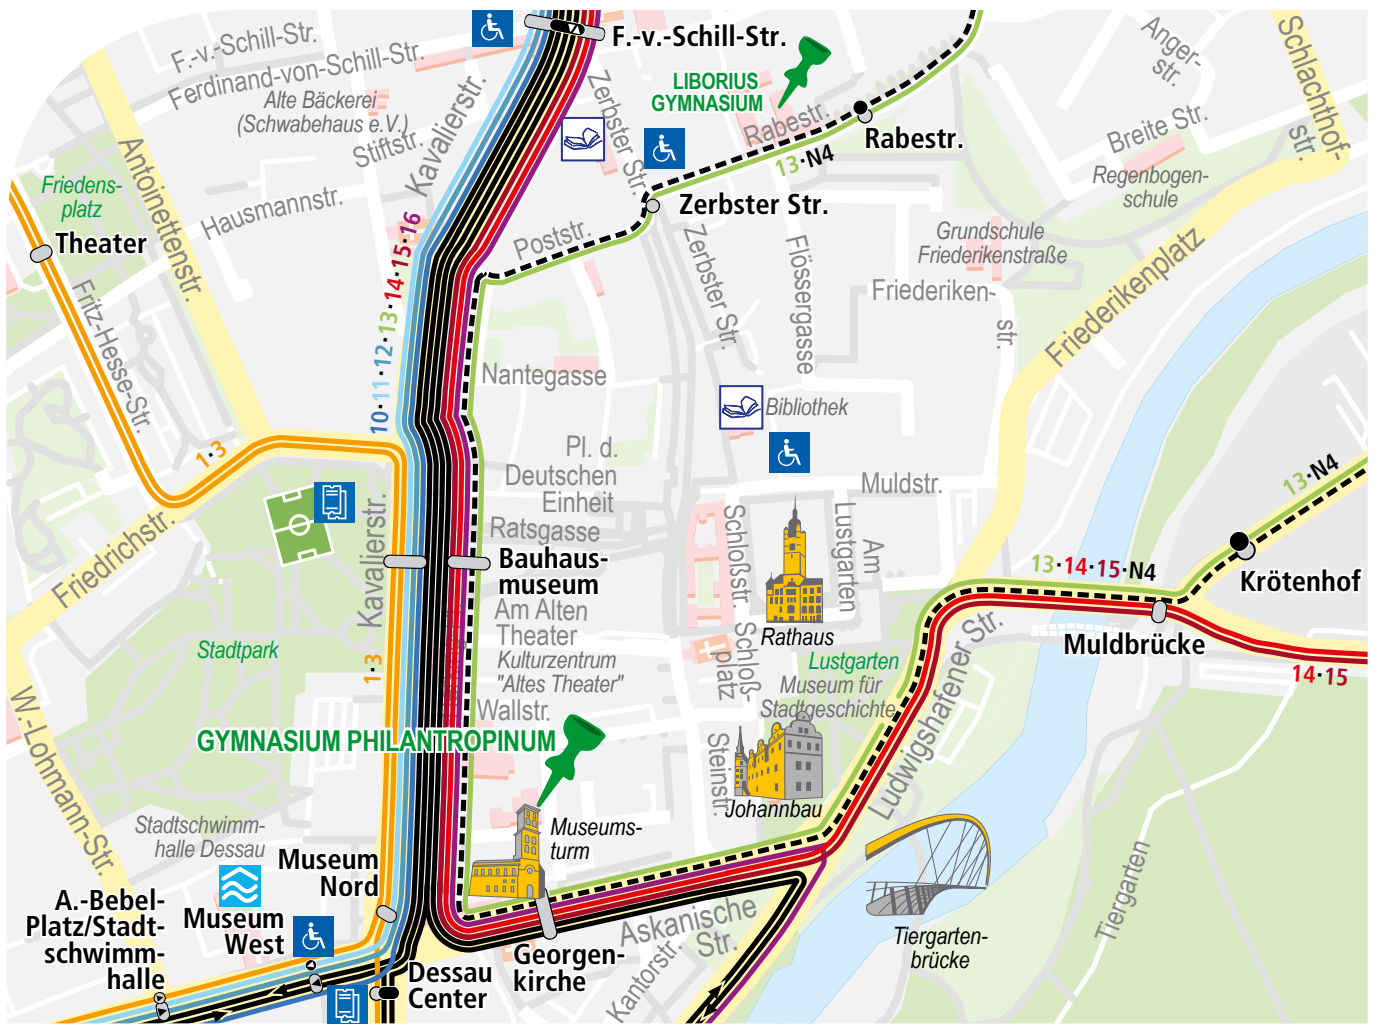 F.-v.-Schill-Str.
F.-v.-Schill-Str.
Ferdinand-von-Schill-Str.
Alte Bäckerei
(Schwabehaus e.V.)
Stiftstr.
Kavalierstr.
Zerbster Str.
LIBORIUS
GYMNASIUM
Rabestr.
Rabestr.
13·N4
Anger-
str.
Schlachthof-
str.
Breite Str.
Regenbogen-
schule
Antoinettenstr.
Friedens-
platz
Theater
Hausmannstr.
Fritz-Hesse-Str.
Zerbster Str.
Poststr.
Zerbster Str.
Flössergasse
Grundschule
Friederikenstraße
Friederiken-
str.
Friederikenplatz
10·11·12·13·14·15·16
Nantegasse
Bibliothek
1·3
Pl. d.
Deutschen
Einheit
Ratsgasse
Muldstr.
13·N4
Friedrichstr.
Kavalierstr.
Bauhaus-
museum
Schloßstr.
Lustgarten
Am
13·14·15·N4
Krötenhof
Am Alten
Theater
Kulturzentrum
"Altes Theater"
Rathaus
Schloß-
platz
Muldbrücke
14·15
Stadtpark
1·3
Lustgarten
Museum für
Stadtgeschichte
Ludwigshafener Str.
W.-Lohmann-Str.
Wallstr.
GYMNASIUM PHILANTROPINUM
Steinstr.
Johannbau
Stadtschwimm-
halle Dessau
Museums-
turm
Museum
Nord
Tiergarten
A.-Bebel-
Platz/Stadt-
schwimm-
halle
Museum
West
Askanische
Str.
Tiergarten-
brücke
Georgen-
kirche
Kantorstr.
Dessau
Center